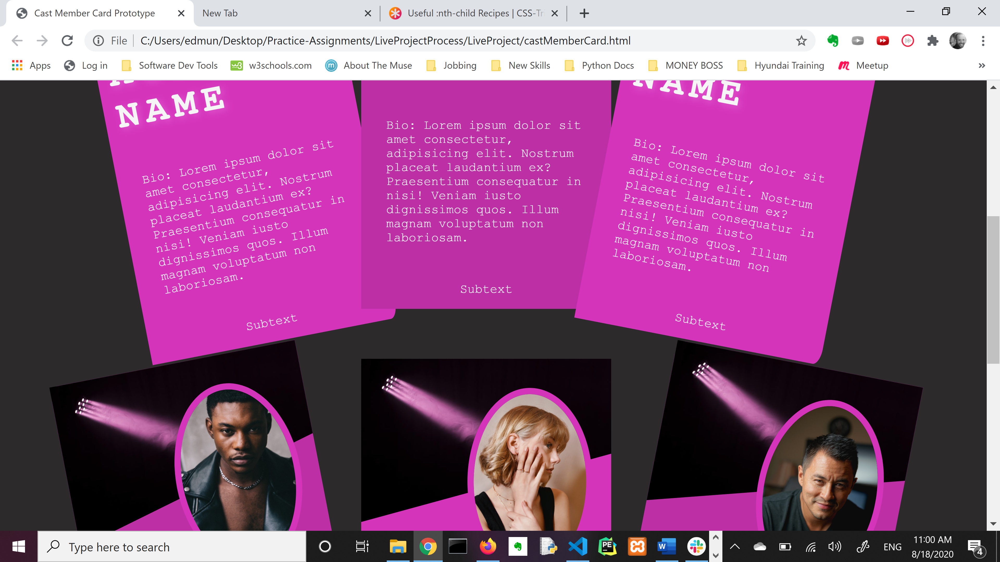 Cast Member Card Prototype
New Tab
Useful :nth-child Recipes | CSS-Tri
File
C:/Users/edmun/Desktop/Practice-Assignments/LiveProjectProcess/LiveProject/castMemberCard.html
Apps
Log in
Software Dev Tools
w3schools.com
About The Muse
Jobbing
New Skills
Python Docs
MONEY BOSS
Hyundai Training
Meetup
NAME
Bio: Lorem ipsum dolor sit
amet consectetur,
adipisicing elit. Nostrum
placeat laudantium ex?
Praesentium consequatur in
nisi! Veniam iusto
dignissimos quos. Illum
magnam voluptatum non
laboriosam.
Subtext
Bio: Lorem ipsum dolor sit
amet consectetur,
adipisicing elit. Nostrum
placeat laudantium ex?
Praesentium consequatur in
nisi! Veniam iusto
dignissimos quos. Illum
magnam voluptatum non
laboriosam.
Subtext
NAME
Bio: Lorem ipsum dolor sit
amet consectetur,
adipisicing elit. Nostrum
placeat laudantium ex?
Praesentium consequatur in
nisi! Veniam iusto
dignissimos quos. Illum
magnam voluptatum non
laboriosam.
Subtext
Type here to search
ENG
11:00 AM
8/18/2020
4